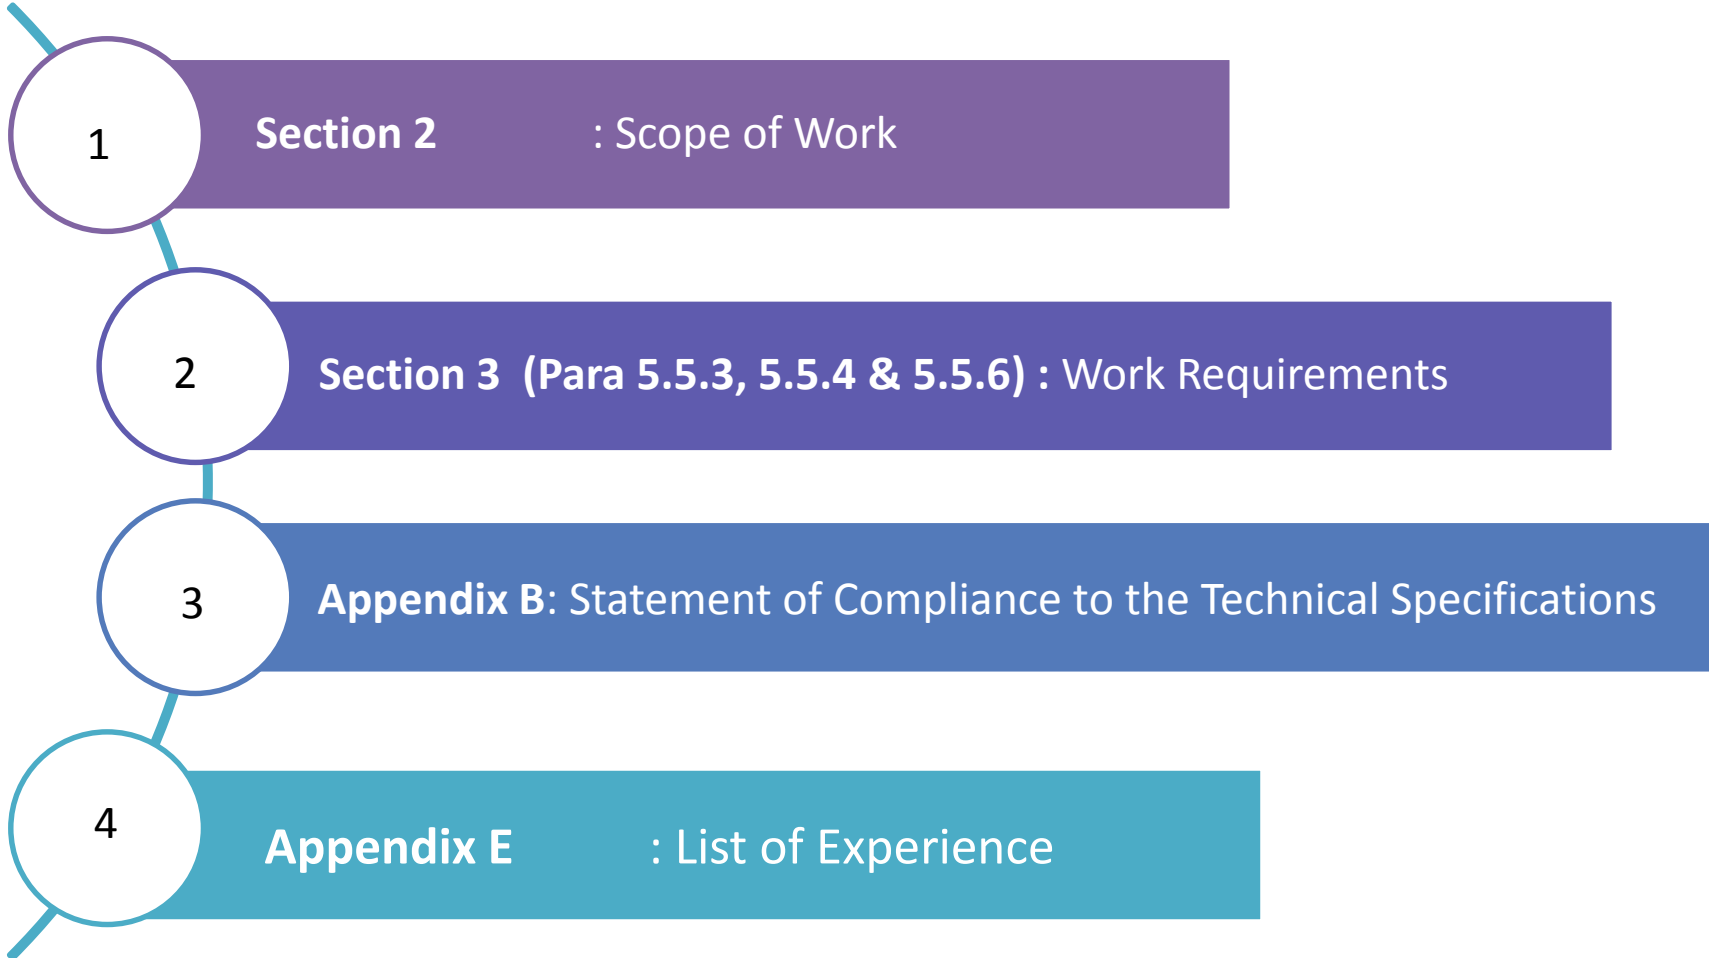 1
Section 2 : Scope of Work
2
Section 3 (Para 5.5.3, 5.5.4 & 5.5.6) : Work Requirements
3
Appendix B: Statement of Compliance to the Technical Specifications
4
Appendix E : List of Experience